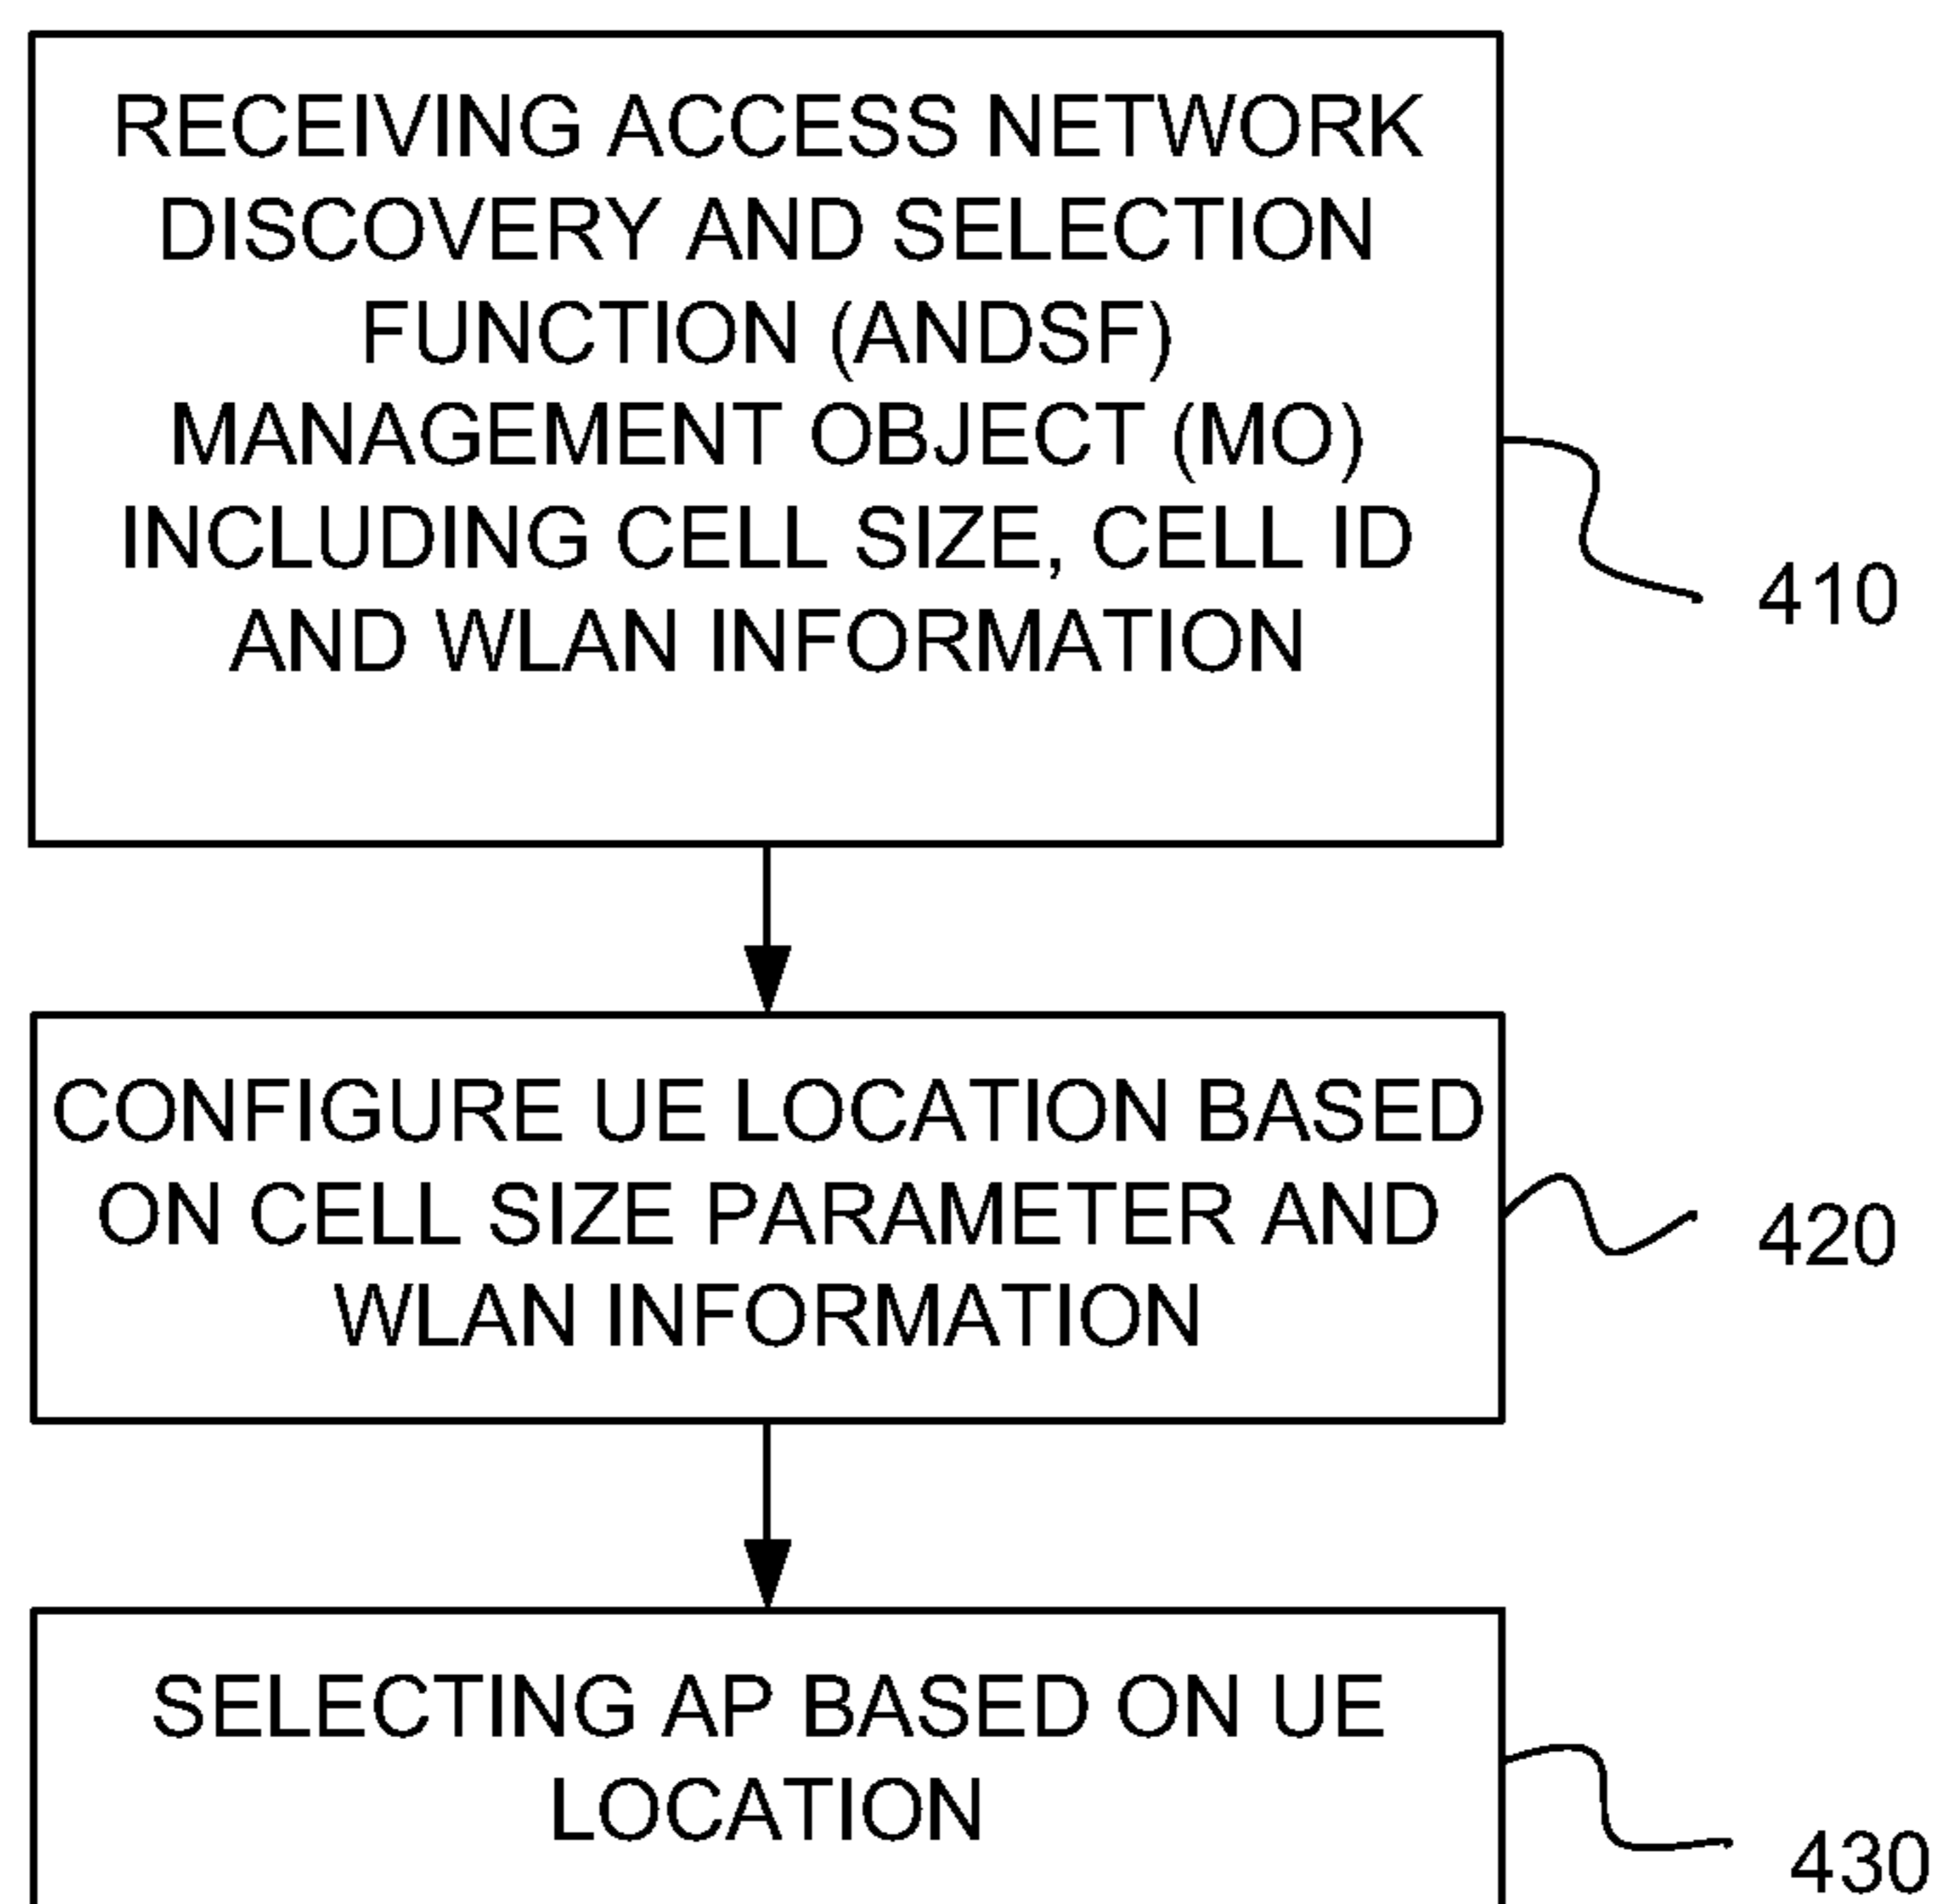 RECEIVING ACCESS NETWORK
DISCOVERY AND SELECTION
FUNCTION (ANDSF)
MANAGEMENT OBJECT (MO)
INCLUDING CELL SIZE, CELL ID
AND WLAN INFORMATION
410
CONFIGURE UE LOCATION BASED
ON CELL SIZE PARAMETER AND
WLAN INFORMATION
420
SELECTING AP BASED ON UE
LOCATION
430